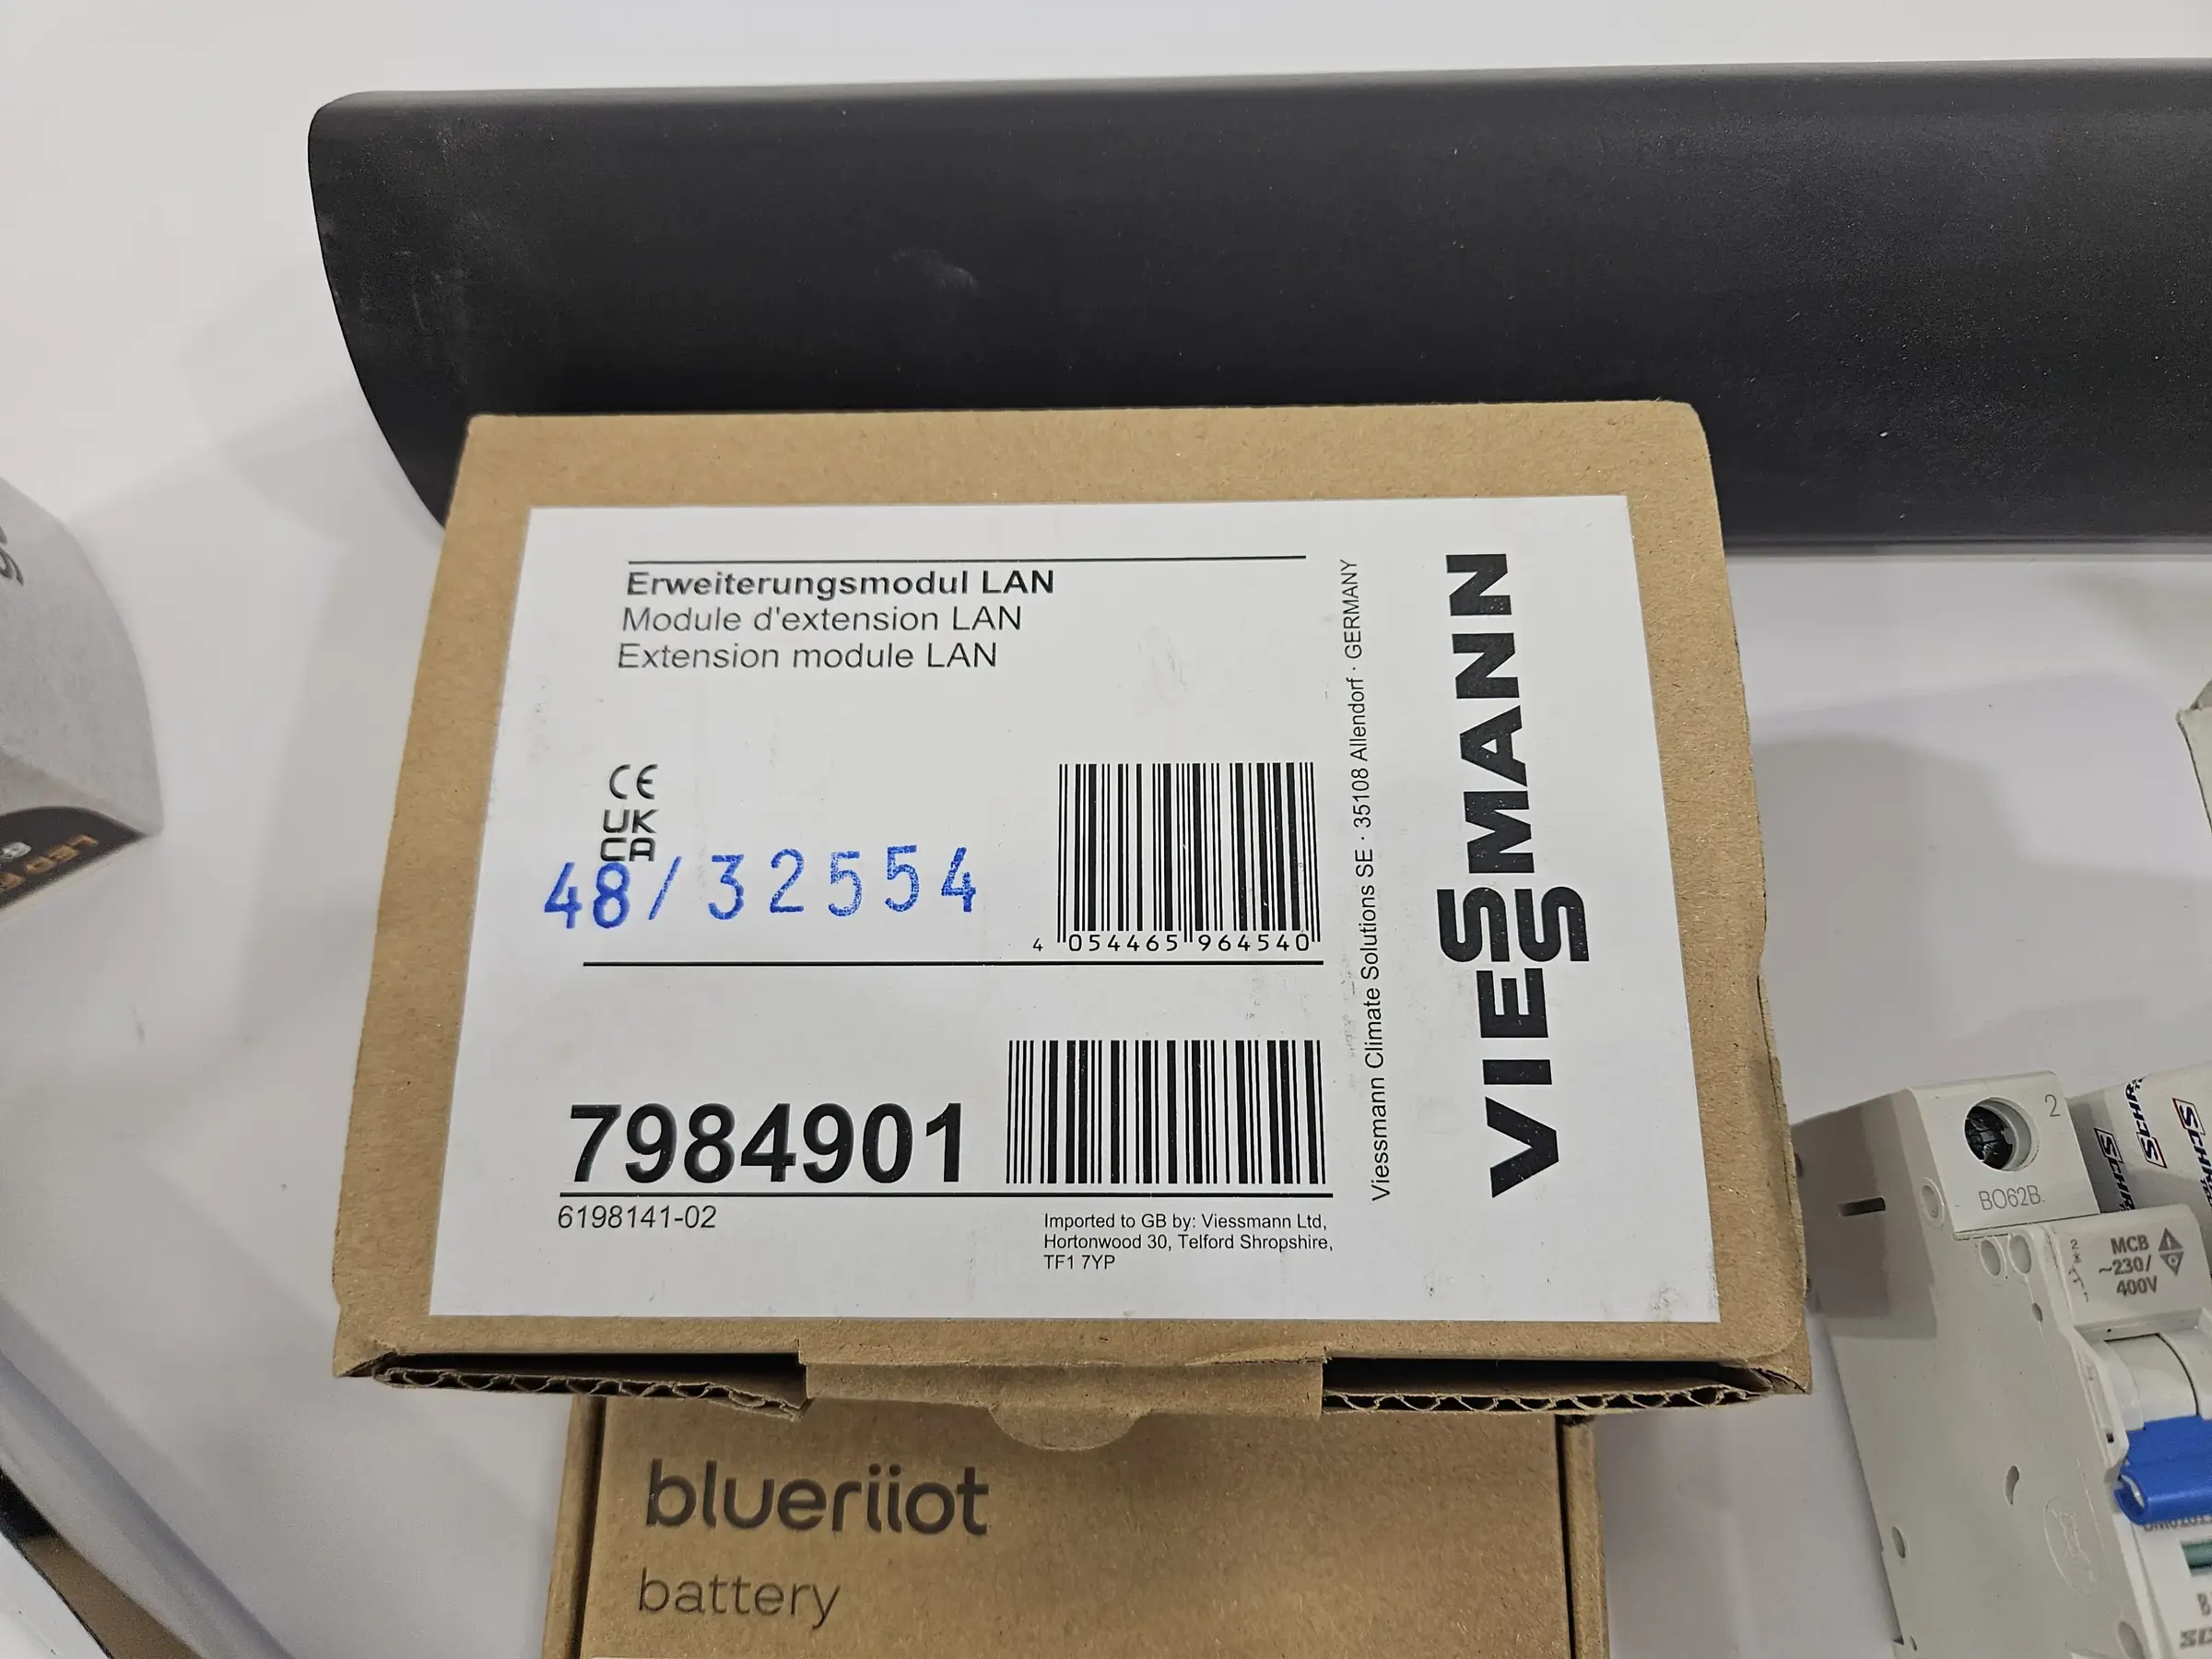 Erweiterungsmodul LAN
Module d'extension LAN
Extension module LAN
CE
UK
CA
48/32554
4 054465 964540
7984901
6198141-02
Imported to GB by: Viessmann Ltd,
Hortonwood 30, Telford Shropshire,
TF1 7YP
Viessmann Climate Solutions SE · 35108 Allendorf · GERMANY
VIESSMANN
blueriiot
battery
LED
2
BO62B.
MCB
~230/
400V